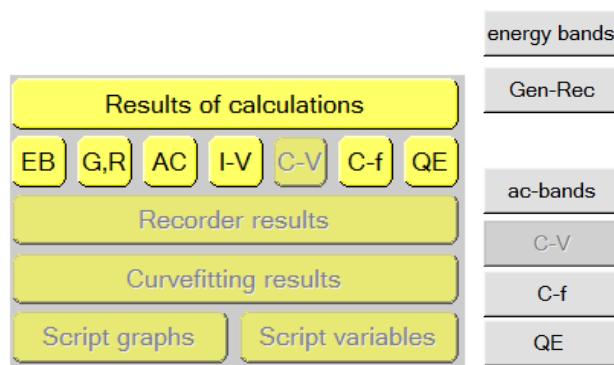 Results of calculations
EB G,R AC I-V C-V C-f QE
Recorder results
Curvefitting results
Script graphs Script variables
energy bands
Gen-Rec
ac-bands
C-V
C-f
QE